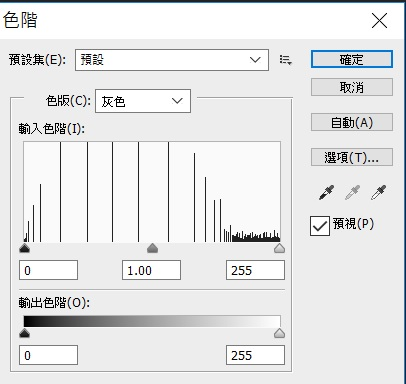 色階
預設集(E): 預設
確定
取消
自動(A)
選項(T)...
預視(P)
色版(C): 灰色
輸入色階(I):
0 1.00 255
輸出色階(O):
0 255